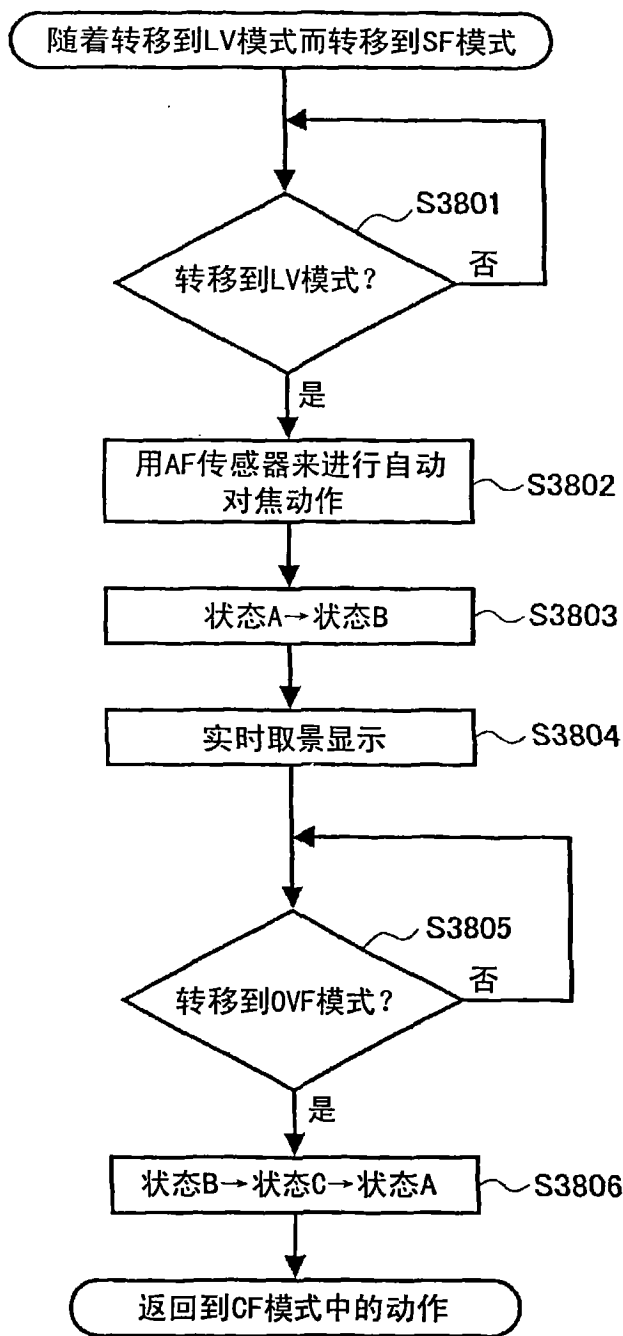 随着转移到LV模式而转移到SF模式
S3801
转移到LV模式?
否
是
用AF传感器来进行自动
对焦动作
S3802
状态A→状态B
S3803
实时取景显示
S3804
S3805
转移到OVF模式?
否
是
状态B→状态C→状态A
S3806
返回到CF模式中的动作